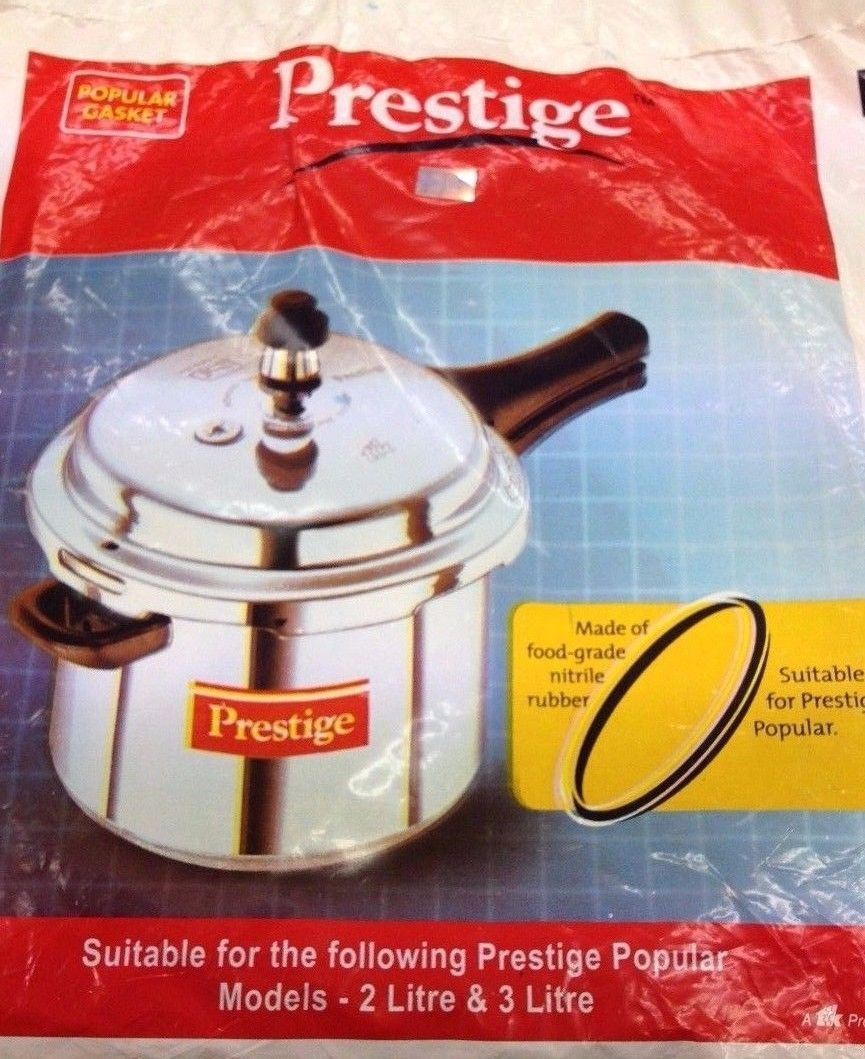 POPULAR
GASKET
Prestige™
Prestige
Made of
food-grade
nitrile
rubber
Suitable
for Prestig
Popular.
Suitable for the following Prestige Popular
Models - 2 Litre & 3 Litre
A